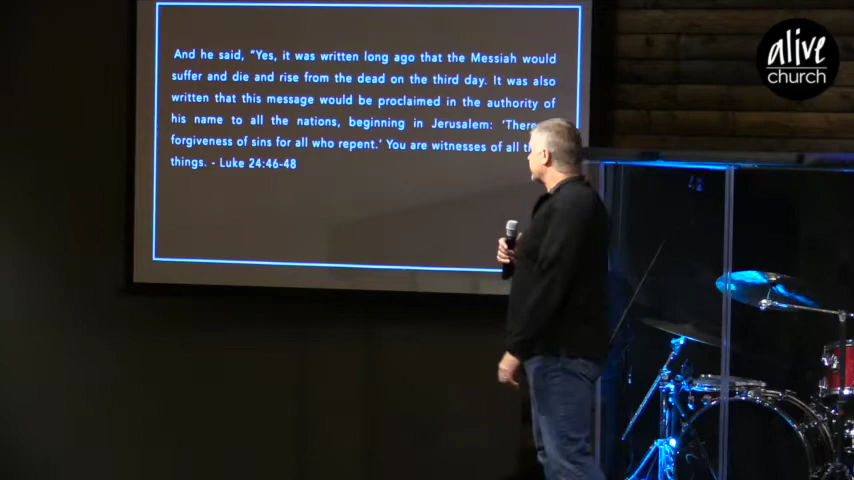 And he said, "Yes, it was written long ago that the Messiah would
suffer and die and rise from the dead on the third day. It was also
written that this message would be proclaimed in the authority of
his name to all the nations, beginning in Jerusalem: 'There
forgiveness of sins for all who repent.' You are witnesses of all
things. - Luke 24:46-48
alive
church